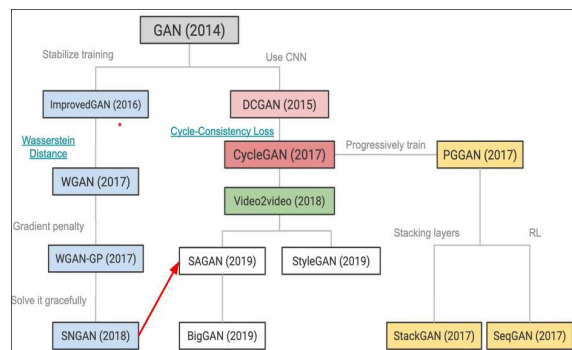 GAN (2014)
Stabilize training
Use CNN
ImprovedGAN (2016)
DCGAN (2015)
Wasserstein
Distance
Cycle-Consistency Loss
CycleGAN (2017)
Progressively train
PGGAN (2017)
WGAN (2017)
Video2video (2018)
Gradient penalty
Stacking layers
RL
WGAN-GP (2017)
SAGAN (2019)
StyleGAN (2019)
Solve it gracefully
SNGAN (2018)
BigGAN (2019)
StackGAN (2017)
SeqGAN (2017)